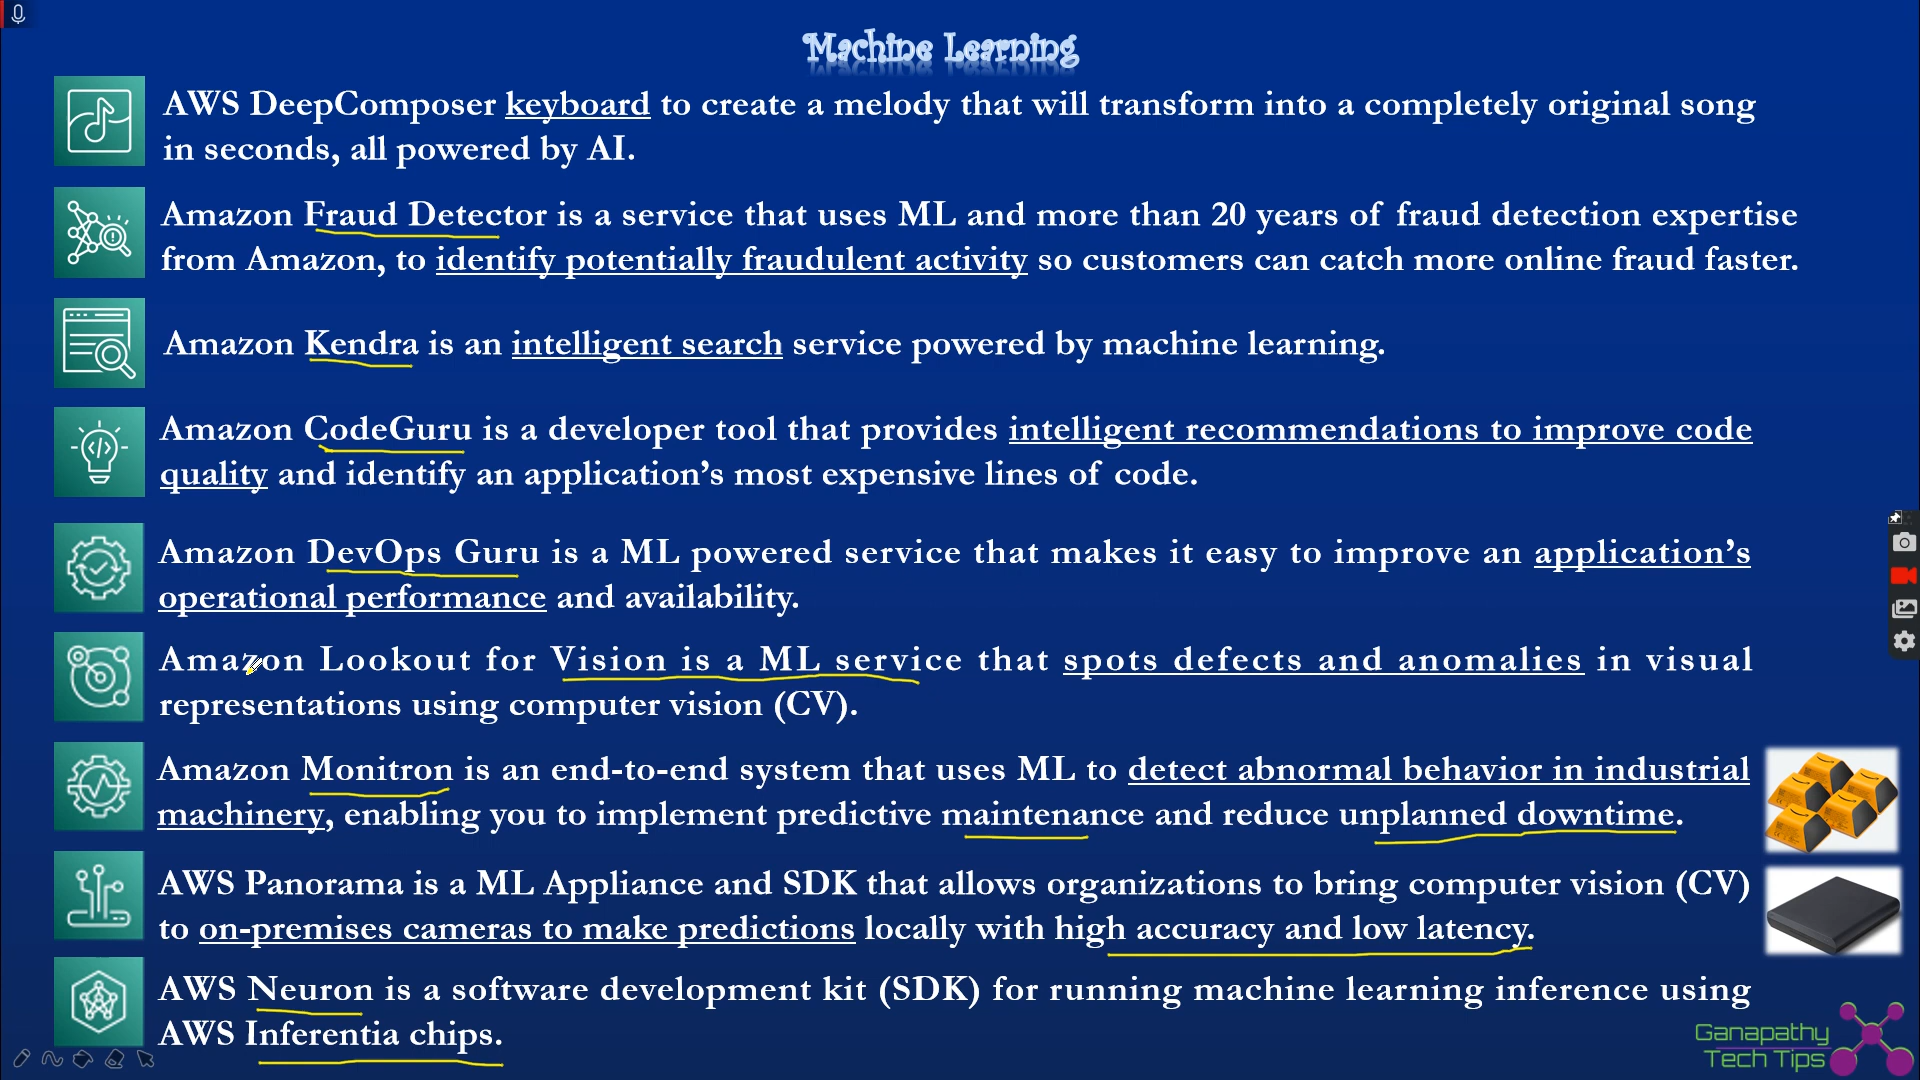 Machine Learning
AWS DeepComposer keyboard to create a melody that will transform into a completely original song
in seconds, all powered by AI.
Amazon Fraud Detector is a service that uses ML and more than 20 years of fraud detection expertise
from Amazon, to identify potentially fraudulent activity so customers can catch more online fraud faster.
Amazon Kendra is an intelligent search service powered by machine learning.
Amazon CodeGuru is a developer tool that provides intelligent recommendations to improve code
quality and identify an application’s most expensive lines of code.
Amazon DevOps Guru is a ML powered service that makes it easy to improve an application’s
operational performance and availability.
Amazon Lookout for Vision is a ML service that spots defects and anomalies in visual
representations using computer vision (CV).
Amazon Monitron is an end-to-end system that uses ML to detect abnormal behavior in industrial
machinery, enabling you to implement predictive maintenance and reduce unplanned downtime.
AWS Panorama is a ML Appliance and SDK that allows organizations to bring computer vision (CV)
to on-premises cameras to make predictions locally with high accuracy and low latency.
AWS Neuron is a software development kit (SDK) for running machine learning inference using
AWS Inferentia chips.
Ganapathy
Tech Tips